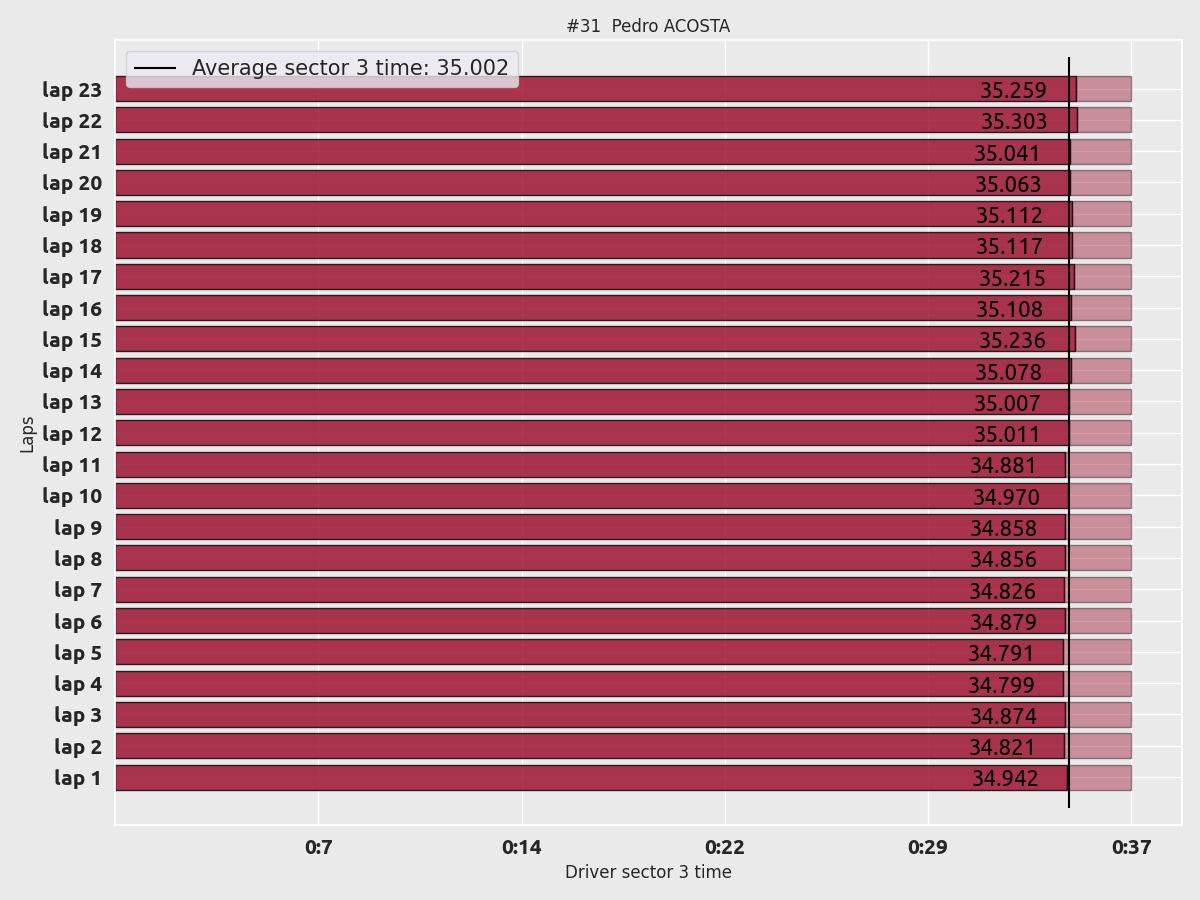 #31  Pedro ACOSTA
Average sector 3 time: 35.002
lap 23 35.259
lap 22 35.303
lap 21 35.041
lap 20 35.063
lap 19 35.112
lap 18 35.117
lap 17 35.215
lap 16 35.108
lap 15 35.236
lap 14 35.078
lap 13 35.007
lap 12 35.011
lap 11 34.881
lap 10 34.970
lap 9 34.858
lap 8 34.856
lap 7 34.826
lap 6 34.879
lap 5 34.791
lap 4 34.799
lap 3 34.874
lap 2 34.821
lap 1 34.942
Laps
0:7 0:14 0:22 0:29 0:37
Driver sector 3 time